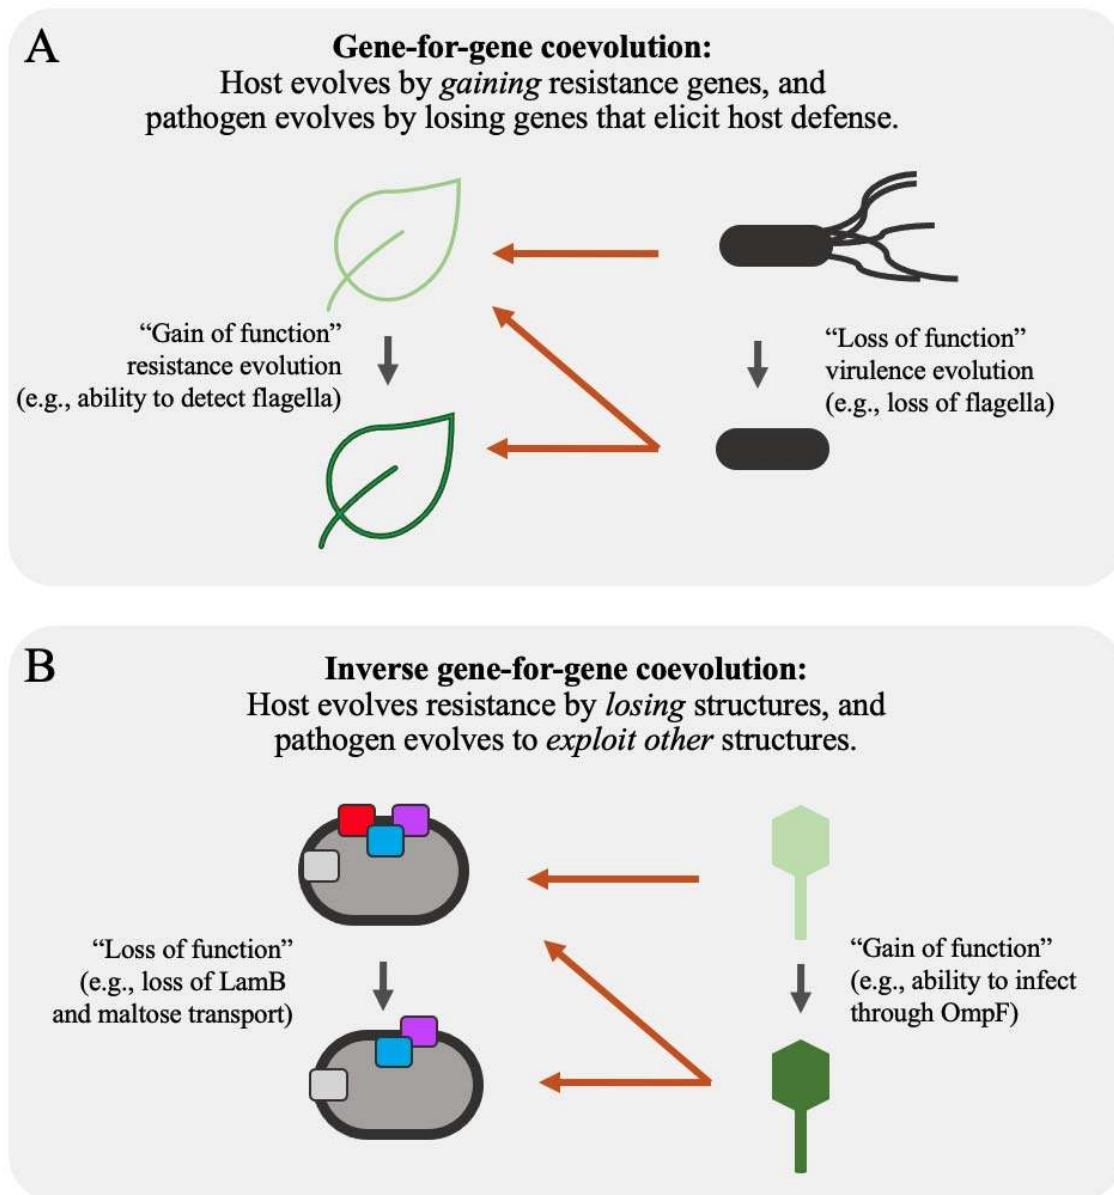 A
Gene-for-gene coevolution:
Host evolves by gaining resistance genes, and
pathogen evolves by losing genes that elicit host defense.
“Gain of function”
resistance evolution
(e.g., ability to detect flagella)
“Loss of function”
virulence evolution
(e.g., loss of flagella)
B
Inverse gene-for-gene coevolution:
Host evolves resistance by losing structures, and
pathogen evolves to exploit other structures.
“Loss of function”
(e.g., loss of LamB
and maltose transport)
“Gain of function”
(e.g., ability to infect
through OmpF)